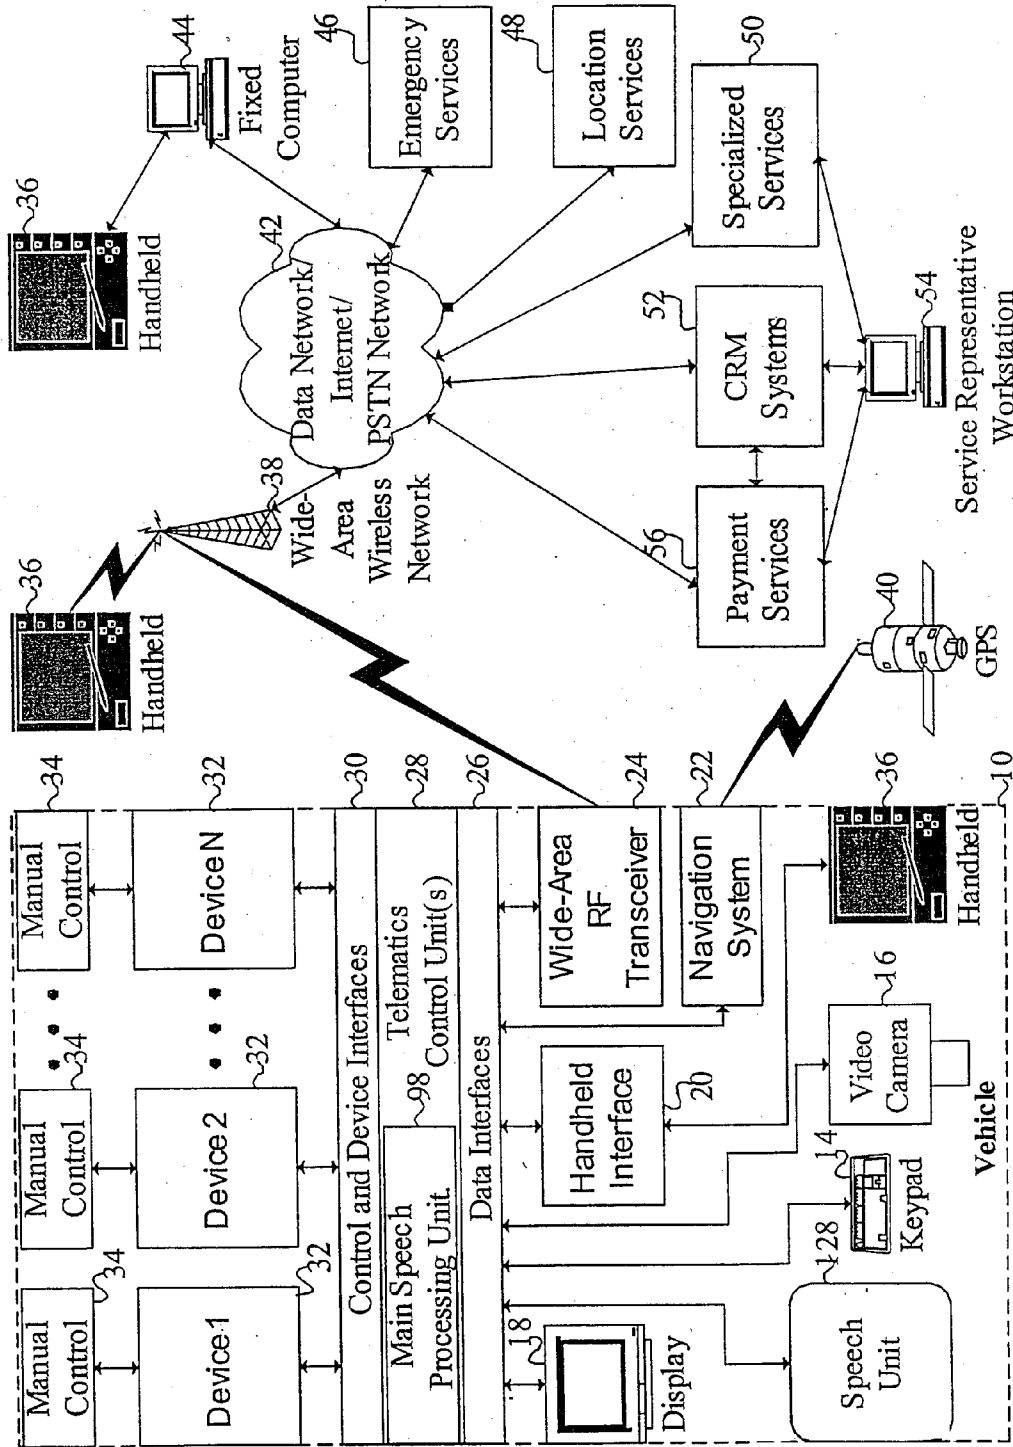 Manual
Control
34
Manual
Control
34
Manual
Control
34
Device 1
32
Device 2
32
Device N
32
Control and Device Interfaces
30
Main Speech
Processing Unit.
98
Telematics
Control Unit(s)
28
Data Interfaces
26
18
Display
Handheld
Interface
20
Wide-Area
RF
Transceiver
24
Navigation
System
22
128
Speech
Unit
14
Keypad
16
Video
Camera
36
Handheld
Vehicle
10
36
Handheld
36
Handheld
44
Fixed
Computer
38
Wide-
Area
Wireless
Network
42
Data Network/
Internet/
PSTN Network
46
Emergency
Services
48
Location
Services
56
Payment
Services
52
CRM
Systems
50
Specialized
Services
40
GPS
54
Service Representative
Workstation